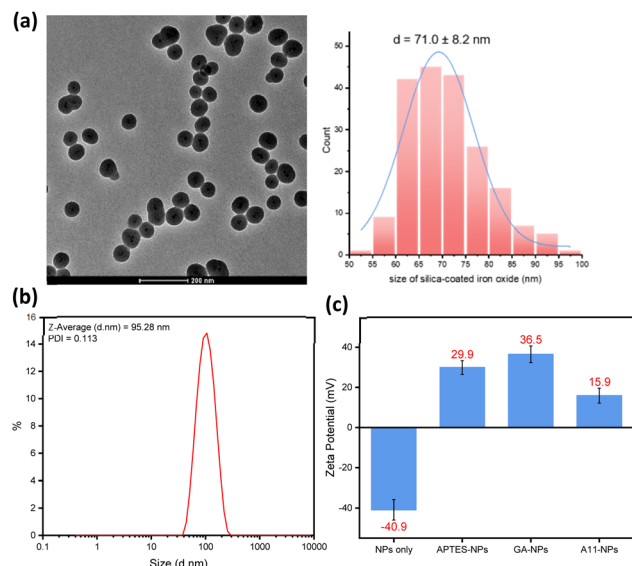 (a)
200 nm
d = 71.0 ± 8.2 nm
50
40
30
20
10
0
Count
50 55 60 65 70 75 80 85 90 95 100
size of silica-coated iron oxide (nm)
(b)
Z-Average (d.nm) = 95.28 nm
PDI = 0.113
16
14
12
10
8
6
4
2
0
%
0.1 1 10 100 1000 10000
Size (d.nm)
(c)
40
20
0
-20
-40
Zeta Potential (mV)
29.9
36.5
15.9
-40.9
NPs only APTES-NPs GA-NPs A11-NPs